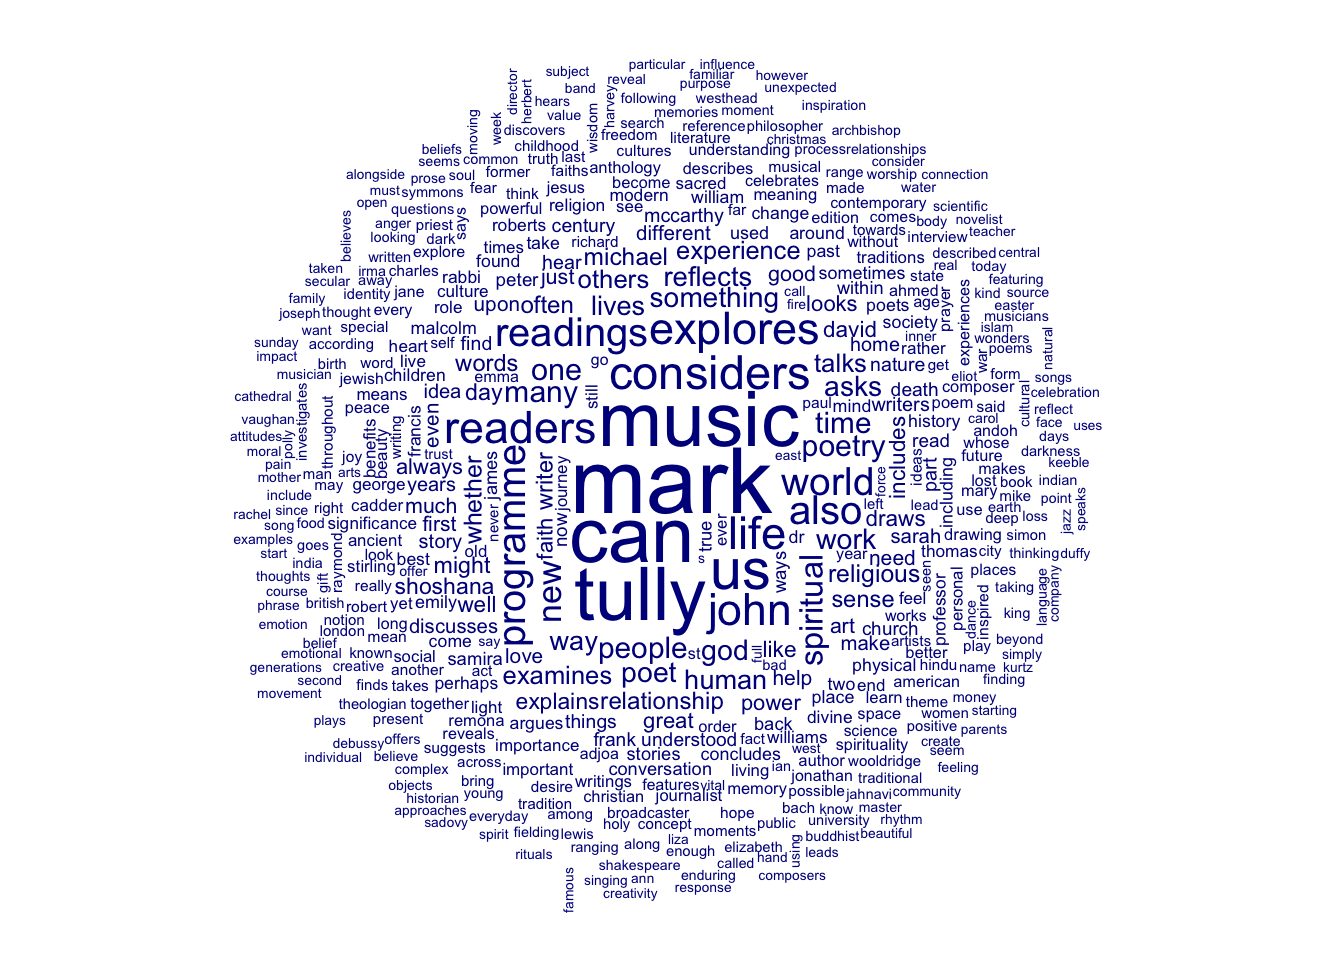 particular influence
subject familiar however
director reveal purpose unexpected
band
herbert hears harvey following westhead inspiration
value memories moment
moving week discovers wisdom search reference philosopher archbishop
freedom literature christmas
beliefs childhood cultures understanding process relationships
seems common truth last consider
alongside prose soul former faiths anthology describes musical range worship connection
must symmons fear think jesus become sacred celebrates made water
open modern william meaning contemporary scientific
questions powerful religion see mccarthy far change edition comes body novelist
believes anger priest says roberts century different used around towards teacher
looking dark times take richard michael experience past without interview
written explore found hear traditions described central
taken irma charles rabbi peter just others reflects good sometimes state real today
secular away call within ahmed featuring
family identity jane culture upon often lives something fire looks poets age prayer experiences kind source
joseph thought every role easter
want special malcolm readings explores david society musicians
sunday according heart self find home rather inner islam
impact birth word live words one go considers talks nature get war wonders poems natural
musician jewish children emma eliot form songs
cathedral means idea day many still asks death composer cultural celebration
vaughan investigates peace francis even readers music paul mind writers poem said reflect
attitudes polly throughout benefits beauty writing time history carol andoh face uses
moral joy trust poetry includes read whose days
pain arts programme east ideas part future darkness keeble
mother man always whether james writer journey mark world force makes
may george years faith including lost book indian
include cadder much never now left lead mary mike point
rachel since right also use earth jazz speaks
song food significance first can true ever life draws deep loss
examples goes raymond ancient story new dr work sarah drawing simon
start india look old s us year need thomas city thinking duffy
thoughts gift stirling best might tully ways religious seen places
course really offer shoshana spiritual professor personal taking language company
phrase british robert yet emily well john sense feel dance inspired king
emotion notion long discusses works
london mean way people art church artists play beyond
belief come say st god full like make better simply
emotional known social samira love bad physical hindu name kurtz
generations creative another act examines poet human help finding
second finds takes perhaps two end american
movement explains relationship power place learn theme money
theologian together light women starting
plays present remona argues things great order back divine space positive parents
reveals science
debussy offers suggests importance frank understood fact williams spirituality create
individual believe across adjoa stories concludes west author wooldridge seem
complex important conversation living ian feeling
objects bring desire writings features vital memory jonathan traditional
historian young christian journalist possible jahnavi community
approaches tradition among hope bach know master
sadovy everyday broadcaster public university rhythm
spirit fielding lewis holy concept moments buddhist beautiful
rituals ranging along liza elizabeth using
enough hand leads
shakespeare called
famous singing ann enduring composers
creativity response